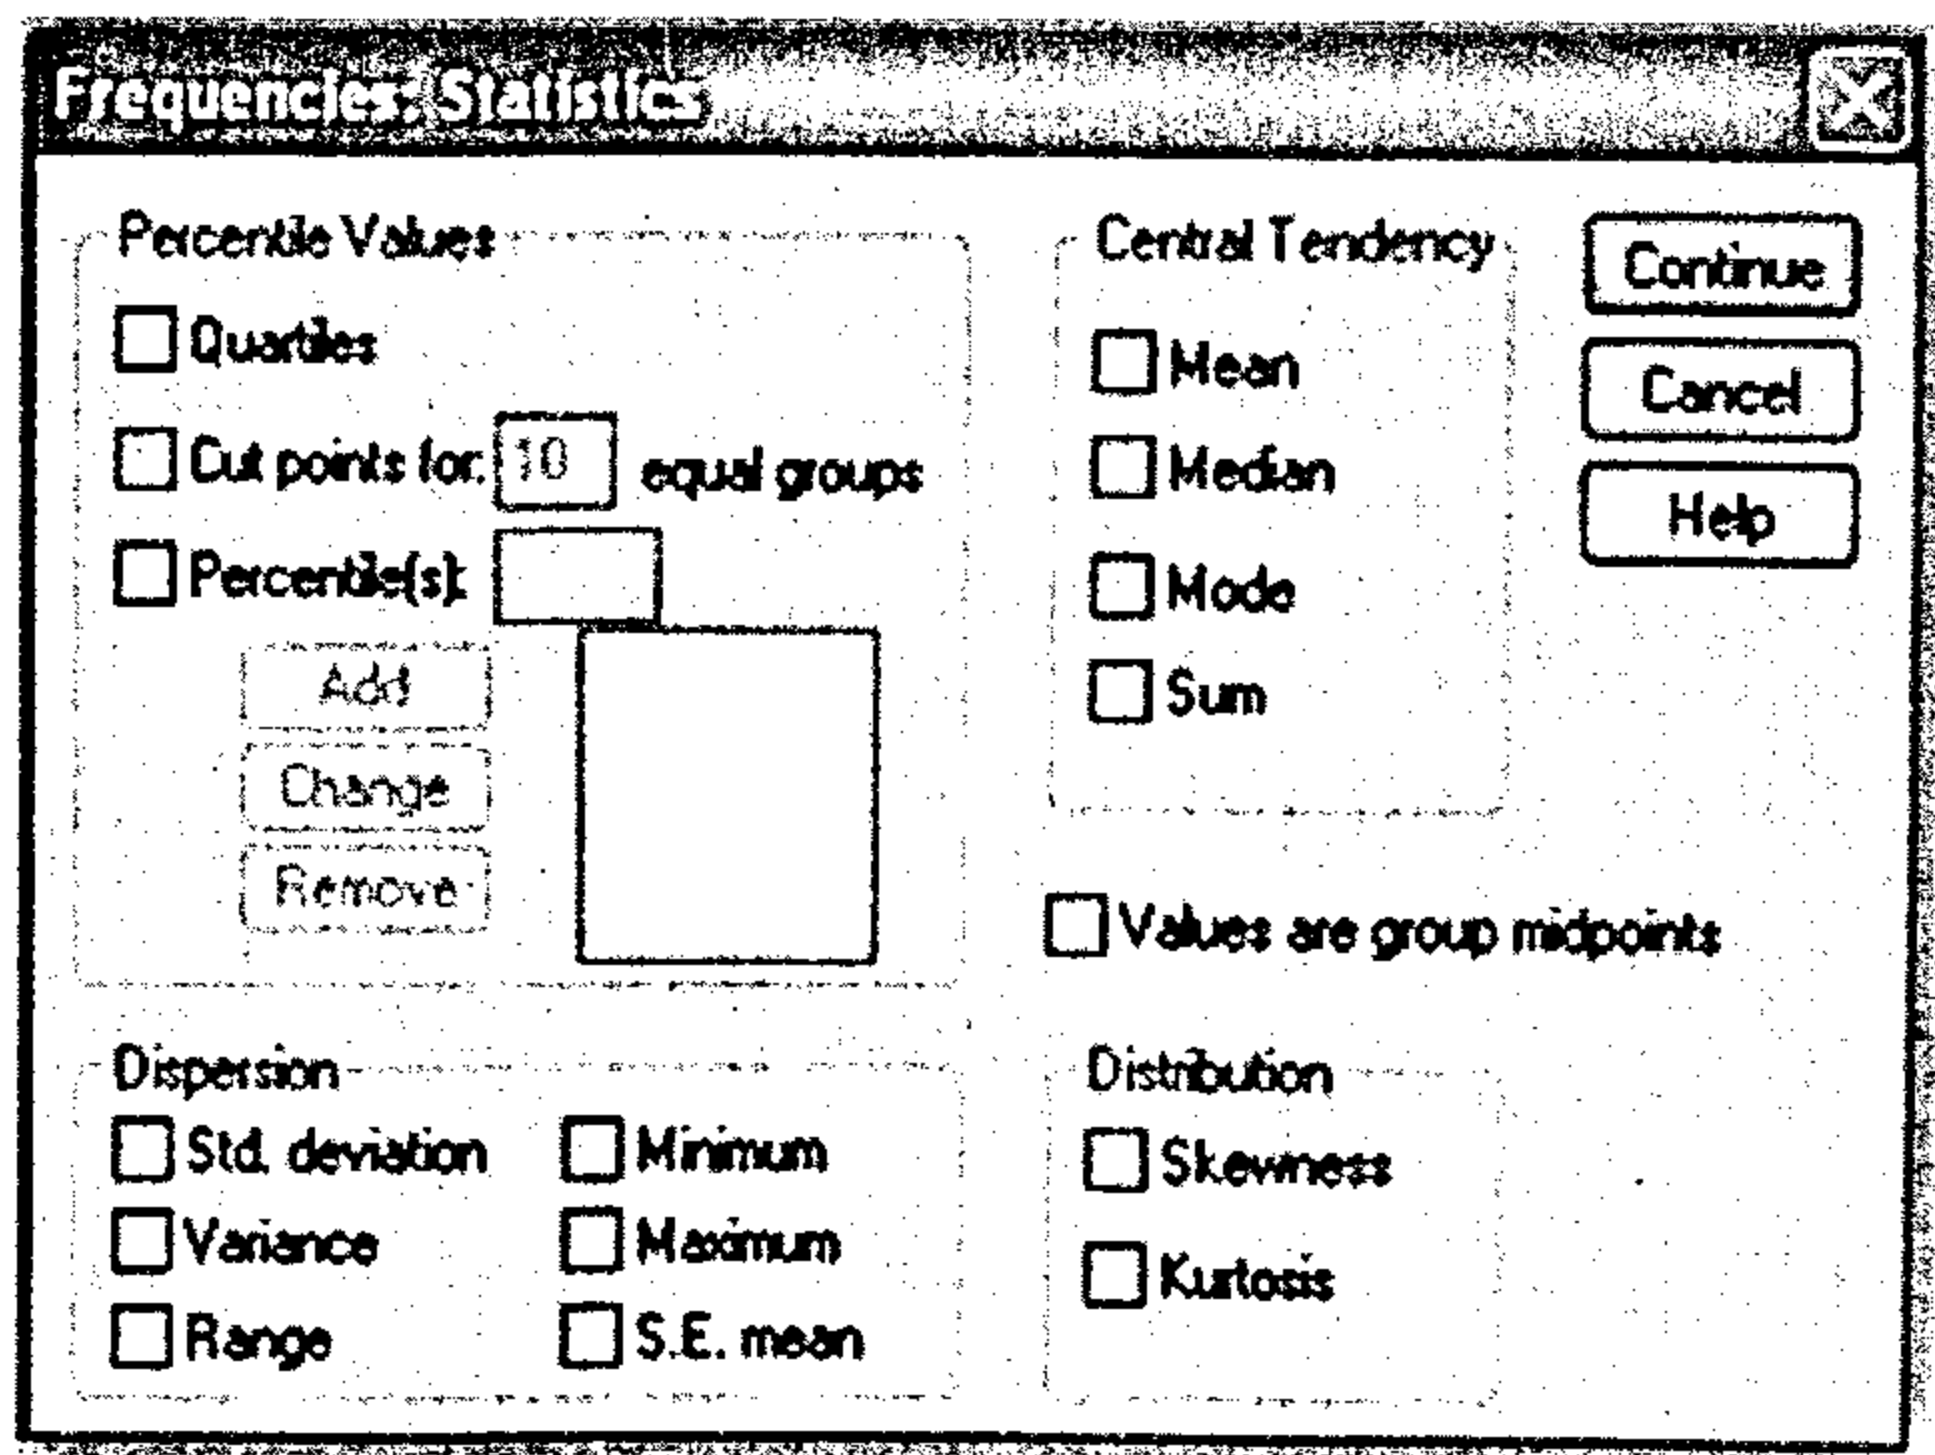 Frequencies: Statistics
Percentile Values
Quartiles
Cut points for: 10 equal groups
Percentile(s):
Add
Change
Remove
Central Tendency
Mean
Median
Mode
Sum
Continue
Cancel
Help
Values are group midpoints
Dispersion
Std. deviation
Minimum
Variance
Maximum
Range
S.E. mean
Distribution
Skewness
Kurtosis